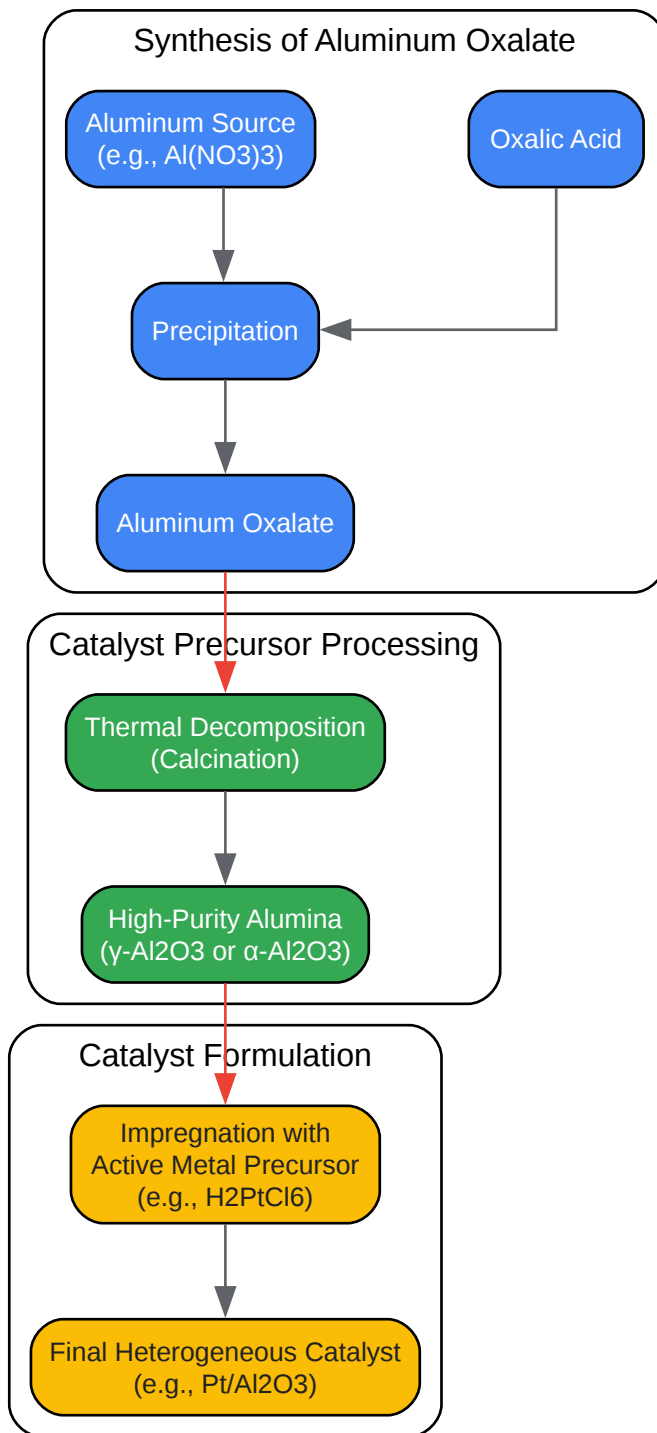 Synthesis of Aluminum Oxalate
Aluminum Source
(e.g., Al(NO3)3)
Oxalic Acid
Precipitation
Aluminum Oxalate
Catalyst Precursor Processing
Thermal Decomposition
(Calcination)
High-Purity Alumina
(γ-Al2O3 or α-Al2O3)
Catalyst Formulation
Impregnation with
Active Metal Precursor
(e.g., H2PtCl6)
Final Heterogeneous Catalyst
(e.g., Pt/Al2O3)